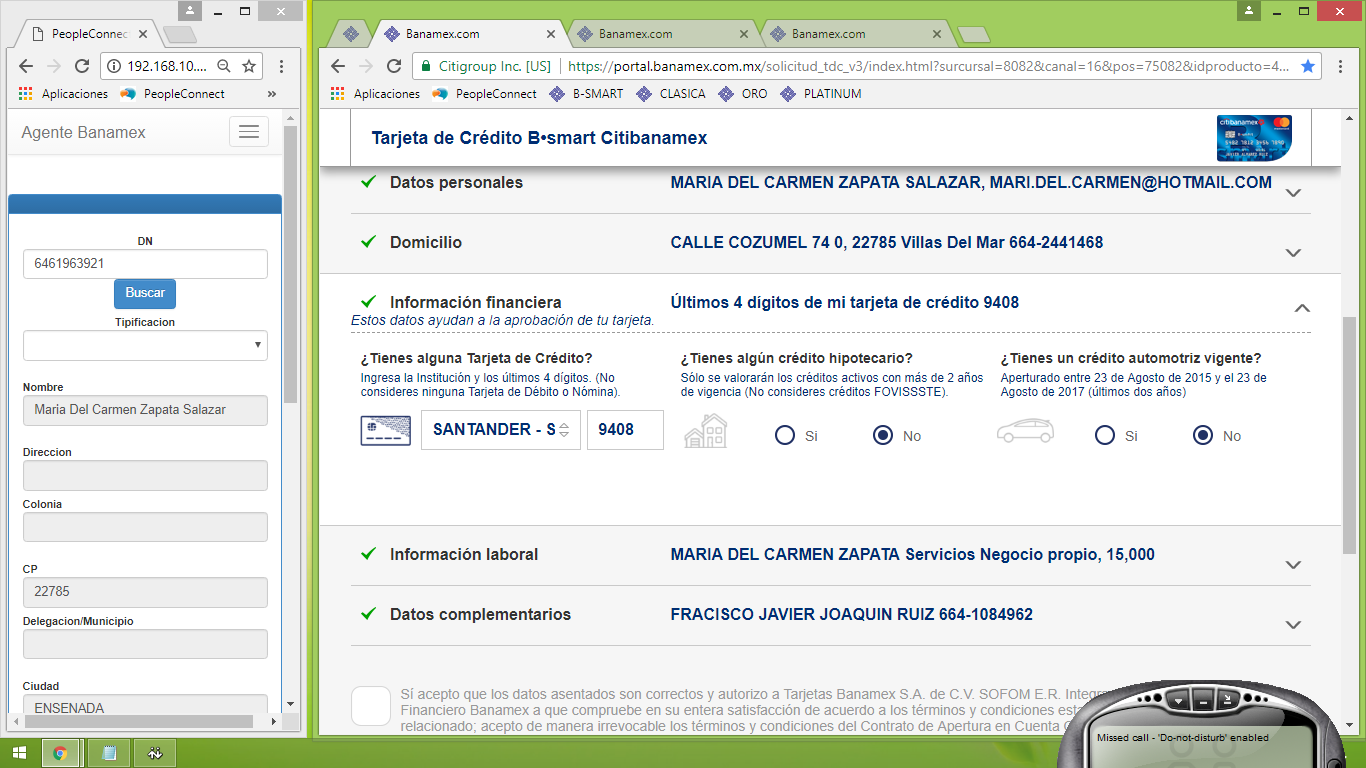 PeopleConnec
192.168.10....
Aplicaciones
PeopleConnect
»
Agente Banamex
DN
6461963921
Buscar
Tipificacion
Nombre
Maria Del Carmen Zapata Salazar
Direccion
Colonia
CP
22785
Delegacion/Municipio
Ciudad
ENSENADA
Banamex.com
Banamex.com
Banamex.com
Citigroup Inc. [US]
https://portal.banamex.com.mx/solicitud_tdc_v3/index.html?surcursal=8082&canal=16&pos=75082&idproducto=4...
Aplicaciones
PeopleConnect
B-SMART
CLASICA
ORO
PLATINUM
Tarjeta de Crédito B•smart Citibanamex
citibanamex
Datos personales
MARIA DEL CARMEN ZAPATA SALAZAR, MARI.DEL.CARMEN@HOTMAIL.COM
Domicilio
CALLE COZUMEL 74 0, 22785 Villas Del Mar 664-2441468
Información financiera
Últimos 4 dígitos de mi tarjeta de crédito 9408
Estos datos ayudan a la aprobación de tu tarjeta.
¿Tienes alguna Tarjeta de Crédito?
Ingresa la Institución y los últimos 4 dígitos. (No
consideres ninguna Tarjeta de Débito o Nómina).
SANTANDER - S
9408
¿Tienes algún crédito hipotecario?
Sólo se valorarán los créditos activos con más de 2 años
de vigencia (No consideres créditos FOVISSSTE).
Si
No
¿Tienes un crédito automotriz vigente?
Aperturado entre 23 de Agosto de 2015 y el 23 de
Agosto de 2017 (últimos dos años)
Si
No
Información laboral
MARIA DEL CARMEN ZAPATA Servicios Negocio propio, 15,000
Datos complementarios
FRACISCO JAVIER JOAQUIN RUIZ 664-1084962
Sí acepto que los datos asentados son correctos y autorizo a Tarjetas Banamex S.A. de C.V. SOFOM E.R. Integr
Financiero Banamex a que compruebe en su entera satisfacción de acuerdo a los términos y condiciones est
relacionado; acepto de manera irrevocable los términos y condiciones del Contrato de Apertura en Cuenta
Missed call - 'Do-not-disturb' enabled